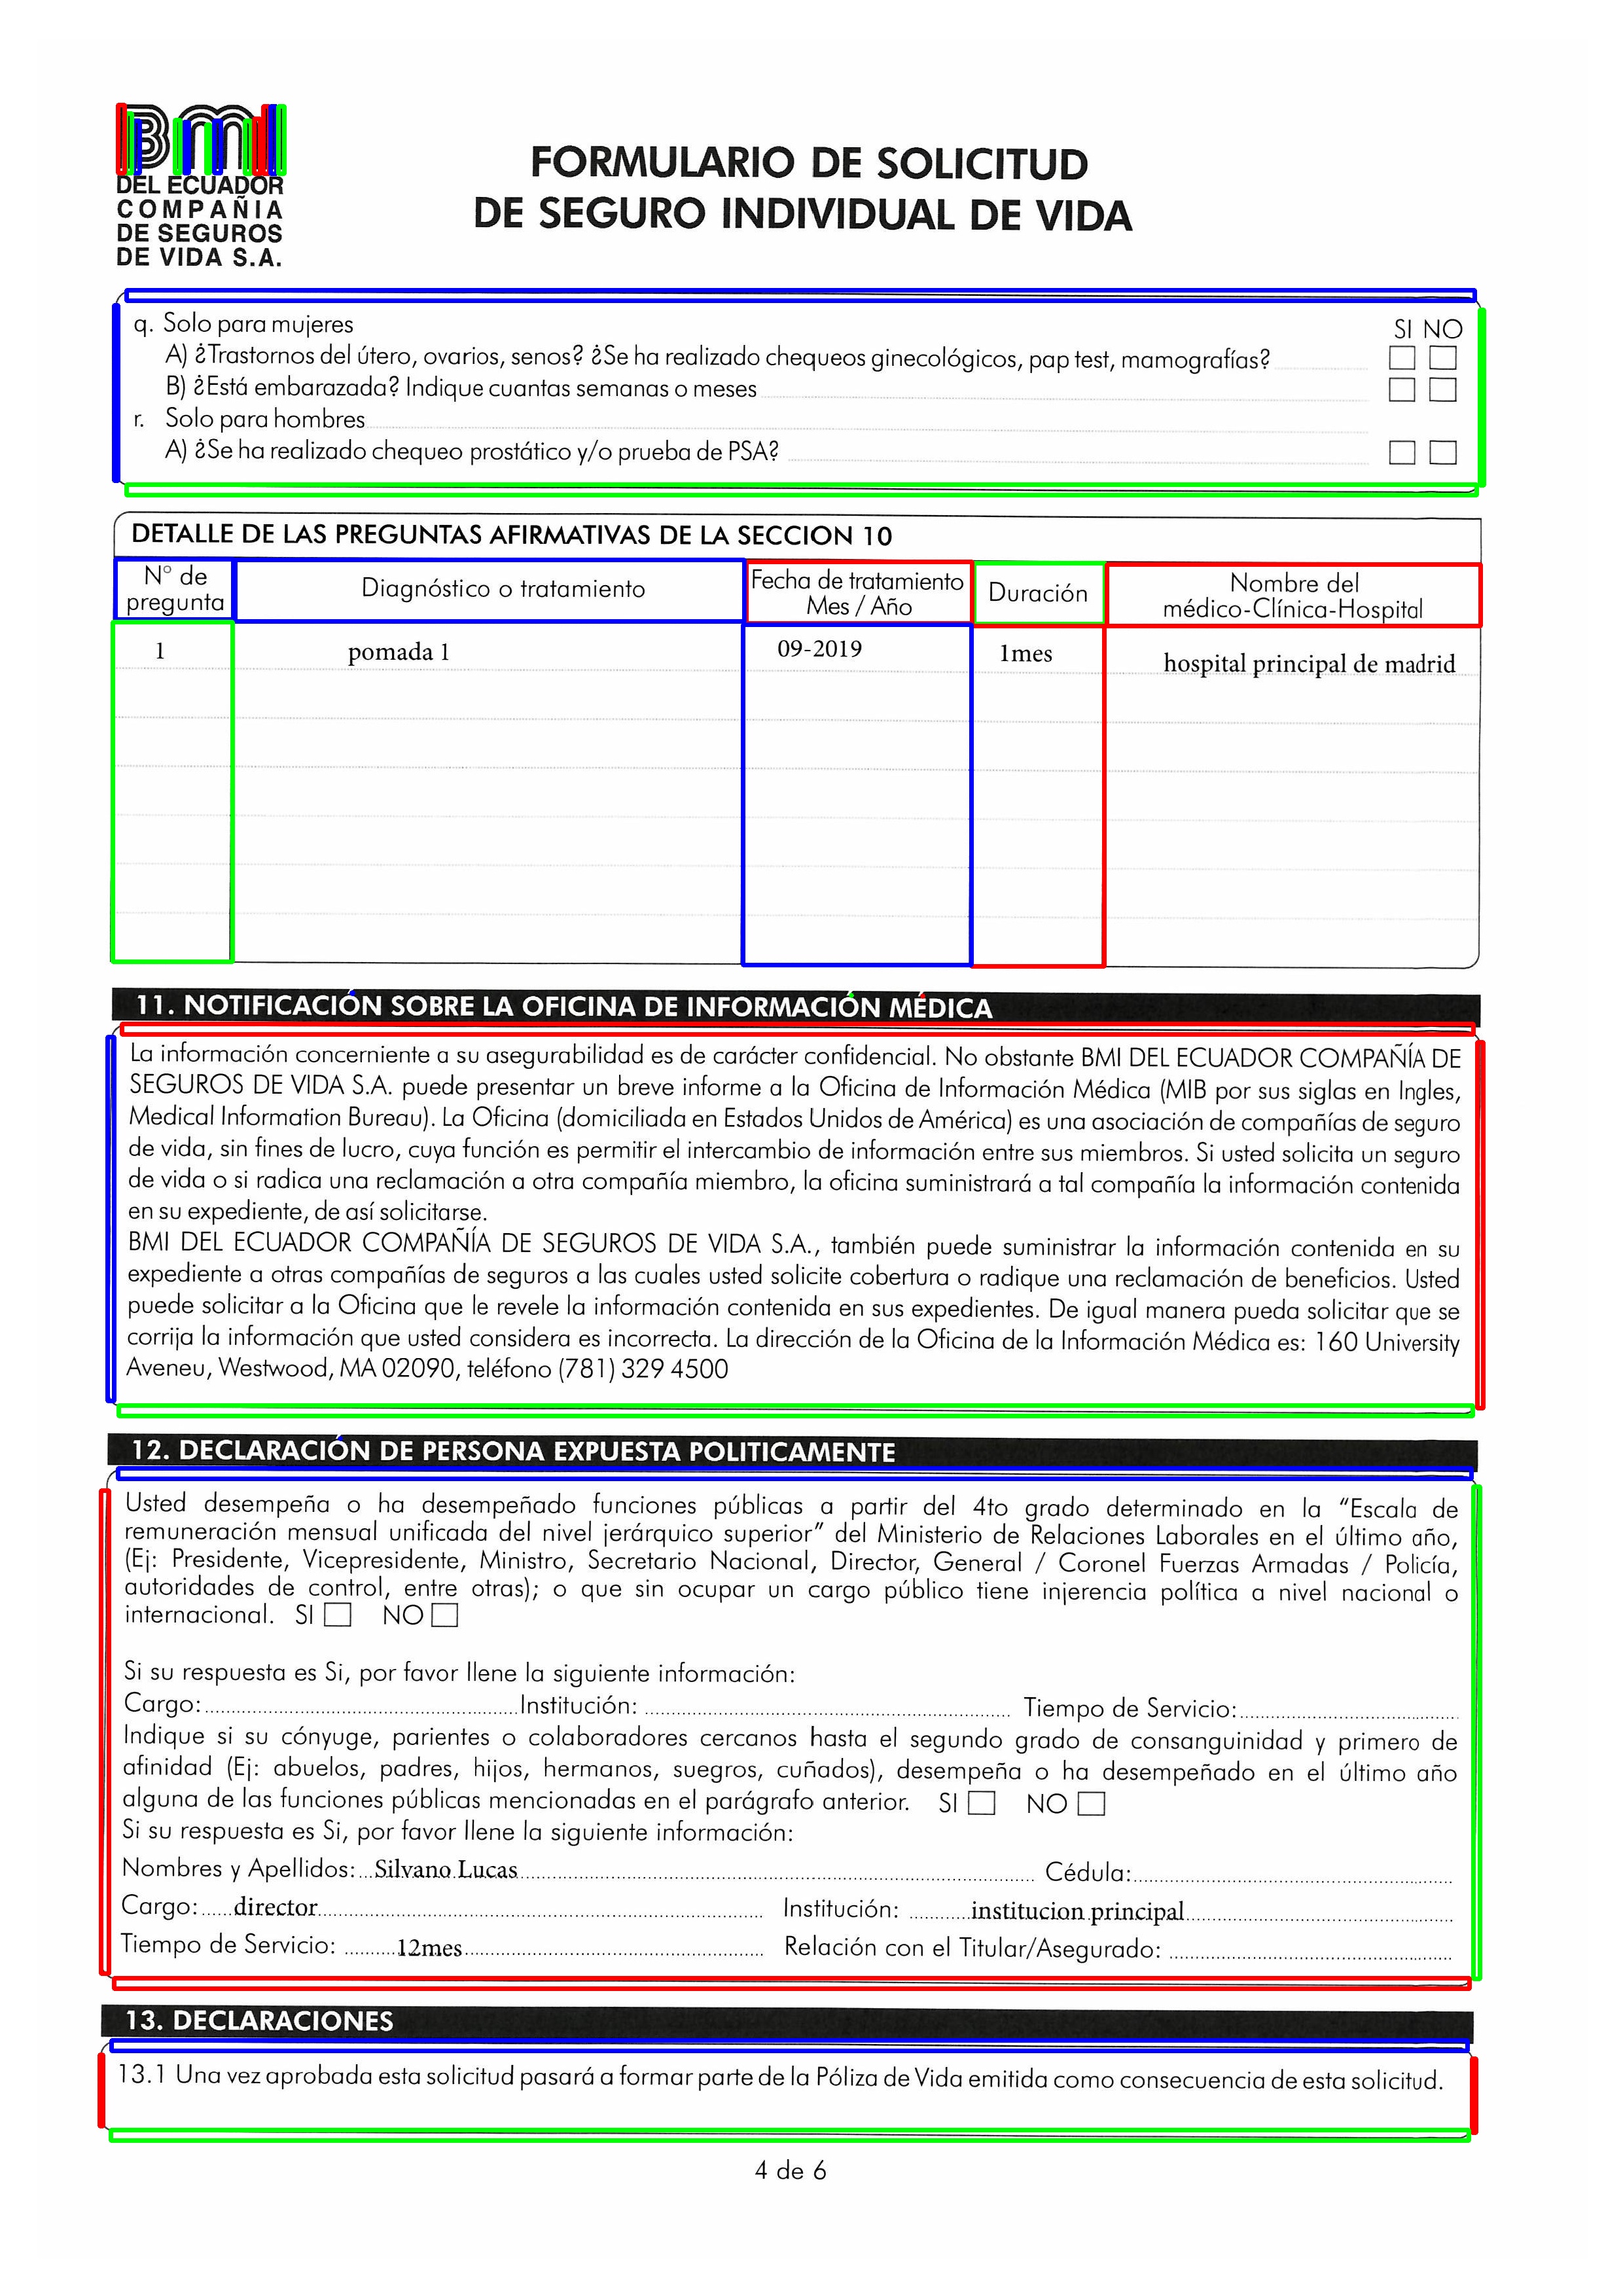 Bmi
DEL ECUADOR
COMPAÑIA
DE SEGUROS
DE VIDA S.A.
FORMULARIO DE SOLICITUD
DE SEGURO INDIVIDUAL DE VIDA
q. Solo para mujeres SI NO
A) ¿Trastornos del útero, ovarios, senos? ¿Se ha realizado chequeos ginecológicos, pap test, mamografías?
B) ¿Está embarazada? Indique cuantas semanas o meses
r. Solo para hombres
A) ¿Se ha realizado chequeo prostático y/o prueba de PSA?
DETALLE DE LAS PREGUNTAS AFIRMATIVAS DE LA SECCION 10
N° de pregunta Diagnóstico o tratamiento Fecha de tratamiento Mes / Año Duración Nombre del médico-Clínica-Hospital
1 pomada 1 09-2019 1mes hospital principal de madrid
11. NOTIFICACIÓN SOBRE LA OFICINA DE INFORMACIÓN MÉDICA
La información concerniente a su asegurabilidad es de carácter confidencial. No obstante BMI DEL ECUADOR COMPAÑÍA DE
SEGUROS DE VIDA S.A. puede presentar un breve informe a la Oficina de Información Médica (MIB por sus siglas en Ingles,
Medical Information Bureau). La Oficina (domiciliada en Estados Unidos de América) es una asociación de compañías de seguro
de vida, sin fines de lucro, cuya función es permitir el intercambio de información entre sus miembros. Si usted solicita un seguro
de vida o si radica una reclamación a otra compañía miembro, la oficina suministrará a tal compañía la información contenida
en su expediente, de así solicitarse.
BMI DEL ECUADOR COMPAÑÍA DE SEGUROS DE VIDA S.A., también puede suministrar la información contenida en su
expediente a otras compañías de seguros a las cuales usted solicite cobertura o radique una reclamación de beneficios. Usted
puede solicitar a la Oficina que le revele la información contenida en sus expedientes. De igual manera pueda solicitar que se
corrija la información que usted considera es incorrecta. La dirección de la Oficina de la Información Médica es: 160 University
Aveneu, Westwood, MA 02090, teléfono (781) 329 4500
12. DECLARACIÓN DE PERSONA EXPUESTA POLITICAMENTE
Usted desempeña o ha desempeñado funciones públicas a partir del 4to grado determinado en la “Escala de
remuneración mensual unificada del nivel jerárquico superior” del Ministerio de Relaciones Laborales en el último año,
(Ej: Presidente, Vicepresidente, Ministro, Secretario Nacional, Director, General / Coronel Fuerzas Armadas / Policía,
autoridades de control, entre otras); o que sin ocupar un cargo público tiene injerencia política a nivel nacional o
internacional. SI NO
Si su respuesta es Si, por favor llene la siguiente información:
Cargo: Institución: Tiempo de Servicio:
Indique si su cónyuge, parientes o colaboradores cercanos hasta el segundo grado de consanguinidad y primero de
afinidad (Ej: abuelos, padres, hijos, hermanos, suegros, cuñados), desempeña o ha desempeñado en el último año
alguna de las funciones públicas mencionadas en el parágrafo anterior. SI NO
Si su respuesta es Si, por favor llene la siguiente información:
Nombres y Apellidos: Silvano Lucas Cédula:
Cargo: director Institución: institucion principal
Tiempo de Servicio: 12mes Relación con el Titular/Asegurado:
13. DECLARACIONES
13.1 Una vez aprobada esta solicitud pasará a formar parte de la Póliza de Vida emitida como consecuencia de esta solicitud.
4 de 6